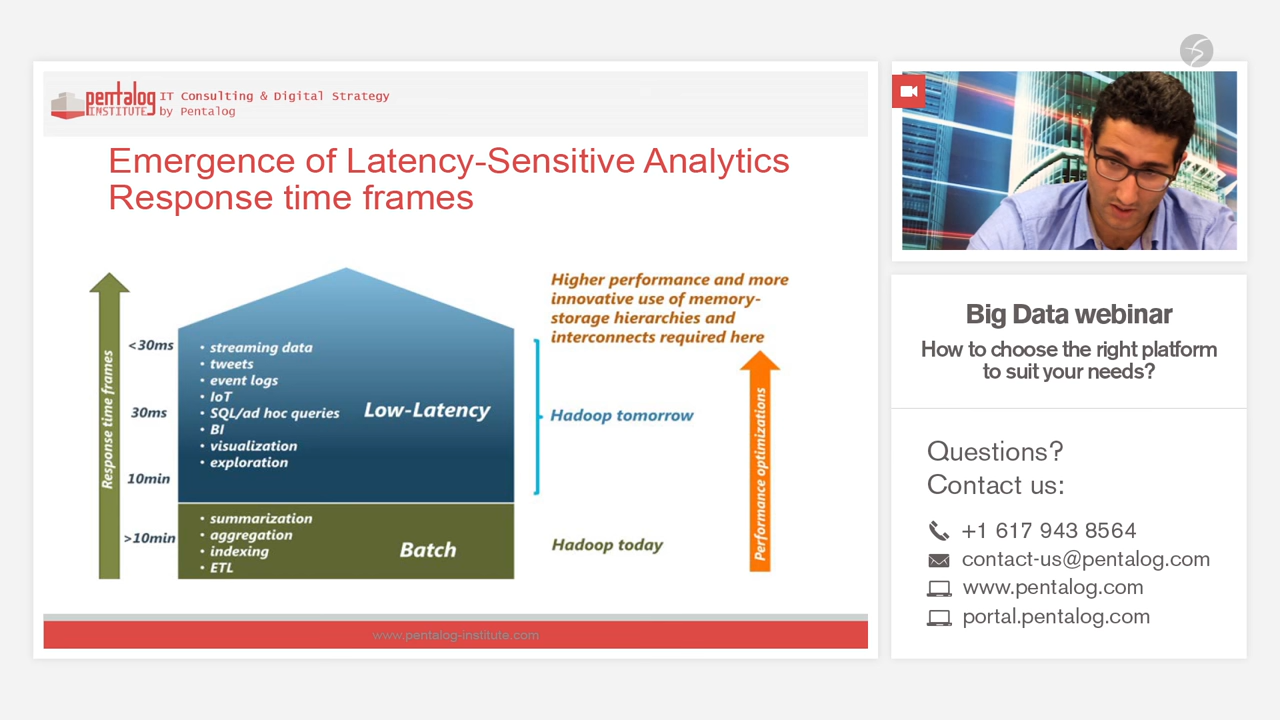 pentalog
INSTITUTE
IT Consulting & Digital Strategy
by Pentalog
Emergence of Latency-Sensitive Analytics
Response time frames
Response time frames
<30ms
30ms
10min
>10min
• streaming data
• tweets
• event logs
• IoT
• SQL/ad hoc queries
• BI
• visualization
• exploration
Low-Latency
• summarization
• aggregation
• indexing
• ETL
Batch
Higher performance and more
innovative use of memory-
storage hierarchies and
interconnects required here
Hadoop tomorrow
Hadoop today
Performance optimizations
www.pentalog-institute.com
Big Data webinar
How to choose the right platform
to suit your needs?
Questions?
Contact us:
+1 617 943 8564
contact-us@pentalog.com
www.pentalog.com
portal.pentalog.com